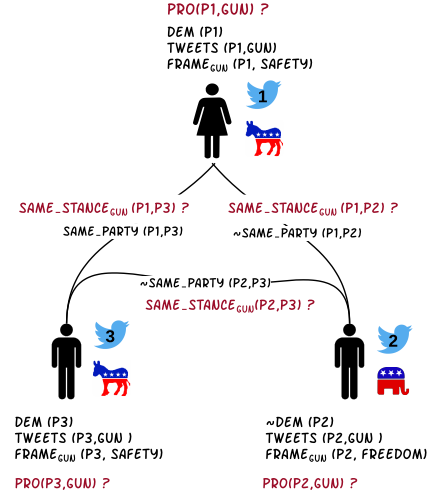 PRO(P1,GUN) ?
DEM (P1)
TWEETS (P1,GUN)
FRAMEGUN (P1, SAFETY)
1
SAME_STANCEGUN (P1,P3) ?
SAME_STANCEGUN (P1,P2) ?
SAME_PARTY (P1,P3)
~SAME_PARTY (P1,P2)
~SAME_PARTY (P2,P3)
SAME_STANCEGUN(P2,P3) ?
3
2
DEM (P3)
TWEETS (P3,GUN )
FRAMEGUN (P3, SAFETY)
PRO(P3,GUN) ?
~DEM (P2)
TWEETS (P2,GUN )
FRAMEGUN (P2, FREEDOM)
PRO(P2,GUN) ?